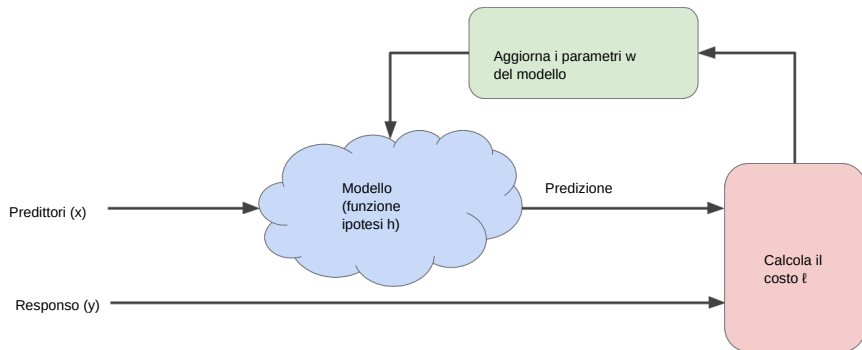 Aggiorna i parametri w
del modello
Modello
(funzione
ipotesi h)
Predizione
Predittori (x)
Calcola il
costo ℓ
Responso (y)